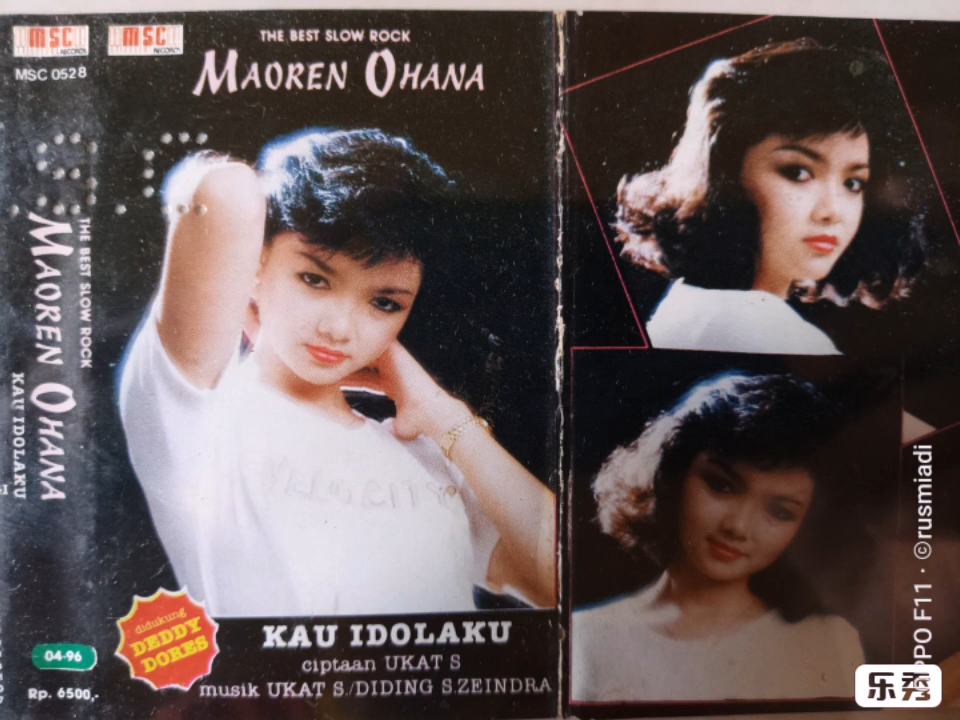 MSC
RECORDS
MSC
RECORDS
MSC 0528
THE BEST SLOW ROCK
MAOREN OHANA
THE BEST SLOW ROCK
MAOREN OHANA
KAU IDOLAKU
didukung
DEDDY
DORES
04-96
Rp. 6500,-
KAU IDOLAKU
ciptaan UKAT S
musik UKAT S./DIDING S.ZEINDRA
OPPO F11 · ©rusmiadi
乐秀